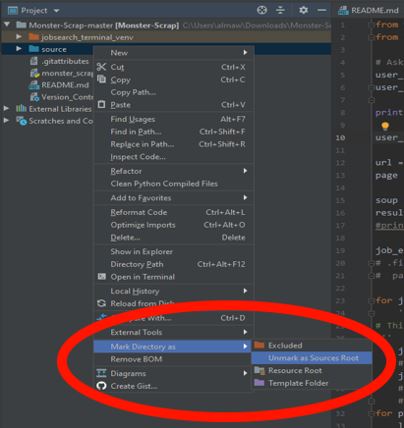 Project
README.md
Monster-Scrap-master [Monster-Scrap] C:\Users\almaw\Downloads\Monster-S
jobsearch_terminal_venv
source
.gitattributes
monster_scrap
README.md
Version_Contr
External Libraries
Scratches and Co
New
Cut Ctrl+X
Copy Ctrl+C
Copy Path...
Paste Ctrl+V
Find Usages Alt+F7
Find in Path... Ctrl+Shift+F
Replace in Path... Ctrl+Shift+R
Inspect Code...
Refactor
Clean Python Compiled Files
Add to Favorites
Reformat Code Ctrl+Alt+L
Optimize Imports Ctrl+Alt+O
Delete... Delete
Show in Explorer
Directory Path Ctrl+Alt+F12
Open in Terminal
Local History
Reload from Disk
With... Ctrl+D
External Tools
Mark Directory as
Remove BOM
Diagrams
Create Gist...
Excluded
Unmark as Sources Root
Resource Root
Template Folder
1 from
2 from
# Ask
user_
user_
print
10 user_
url =
page
soup
resul
#prin
job_e
# .fi
# pa
for j
# Thi
for p